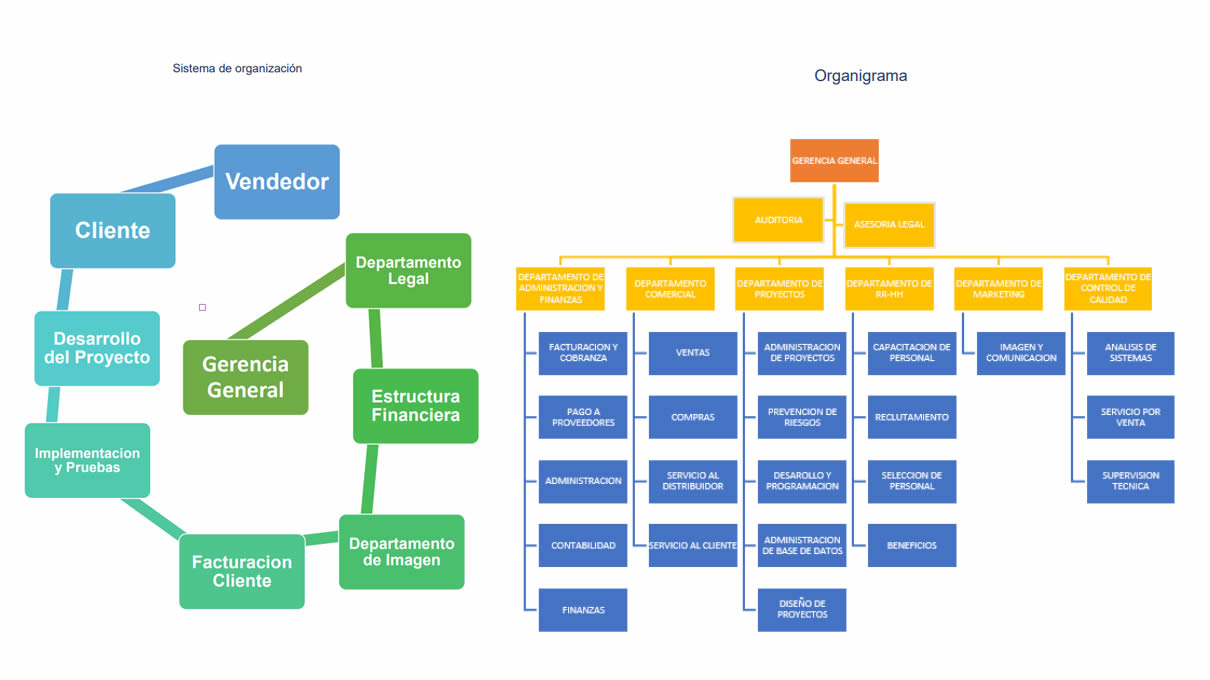 Sistema de organización
Vendedor
Cliente
Desarrollo
del Proyecto
Implementacion
y Pruebas
Facturacion
Cliente
Departamento
de Imagen
Estructura
Financiera
Departamento
Legal
Gerencia
General
Organigrama
GERENCIA GENERAL
AUDITORIA
ASESORIA LEGAL
DEPARTAMENTO DE
ADMINISTRACION Y
FINANZAS
FACTURACION Y
COBRANZA
PAGO A
PROVEEDORES
ADMINISTRACION
CONTABILIDAD
FINANZAS
DEPARTAMENTO
COMERCIAL
VENTAS
COMPRAS
SERVICIO AL
DISTRIBUIDOR
SERVICIO AL CLIENTE
DEPARTAMENTO DE
PROYECTOS
ADMINISTRACION
DE PROYECTOS
PREVENCION DE
RIESGOS
DESAROLLO Y
PROGRAMACION
ADMINISTRACION
DE BASE DE DATOS
DISEÑO DE
PROYECTOS
DEPARTAMENTO DE
RR-HH
CAPACITACION DE
PERSONAL
RECLUTAMIENTO
SELECCION DE
PERSONAL
BENEFICIOS
DEPARTAMENTO DE
MARKETING
IMAGEN Y
COMUNICACION
DEPARTAMENTO DE
CONTROL DE
CALIDAD
ANALISIS DE
SISTEMAS
SERVICIO POR
VENTA
SUPERVISION
TECNICA